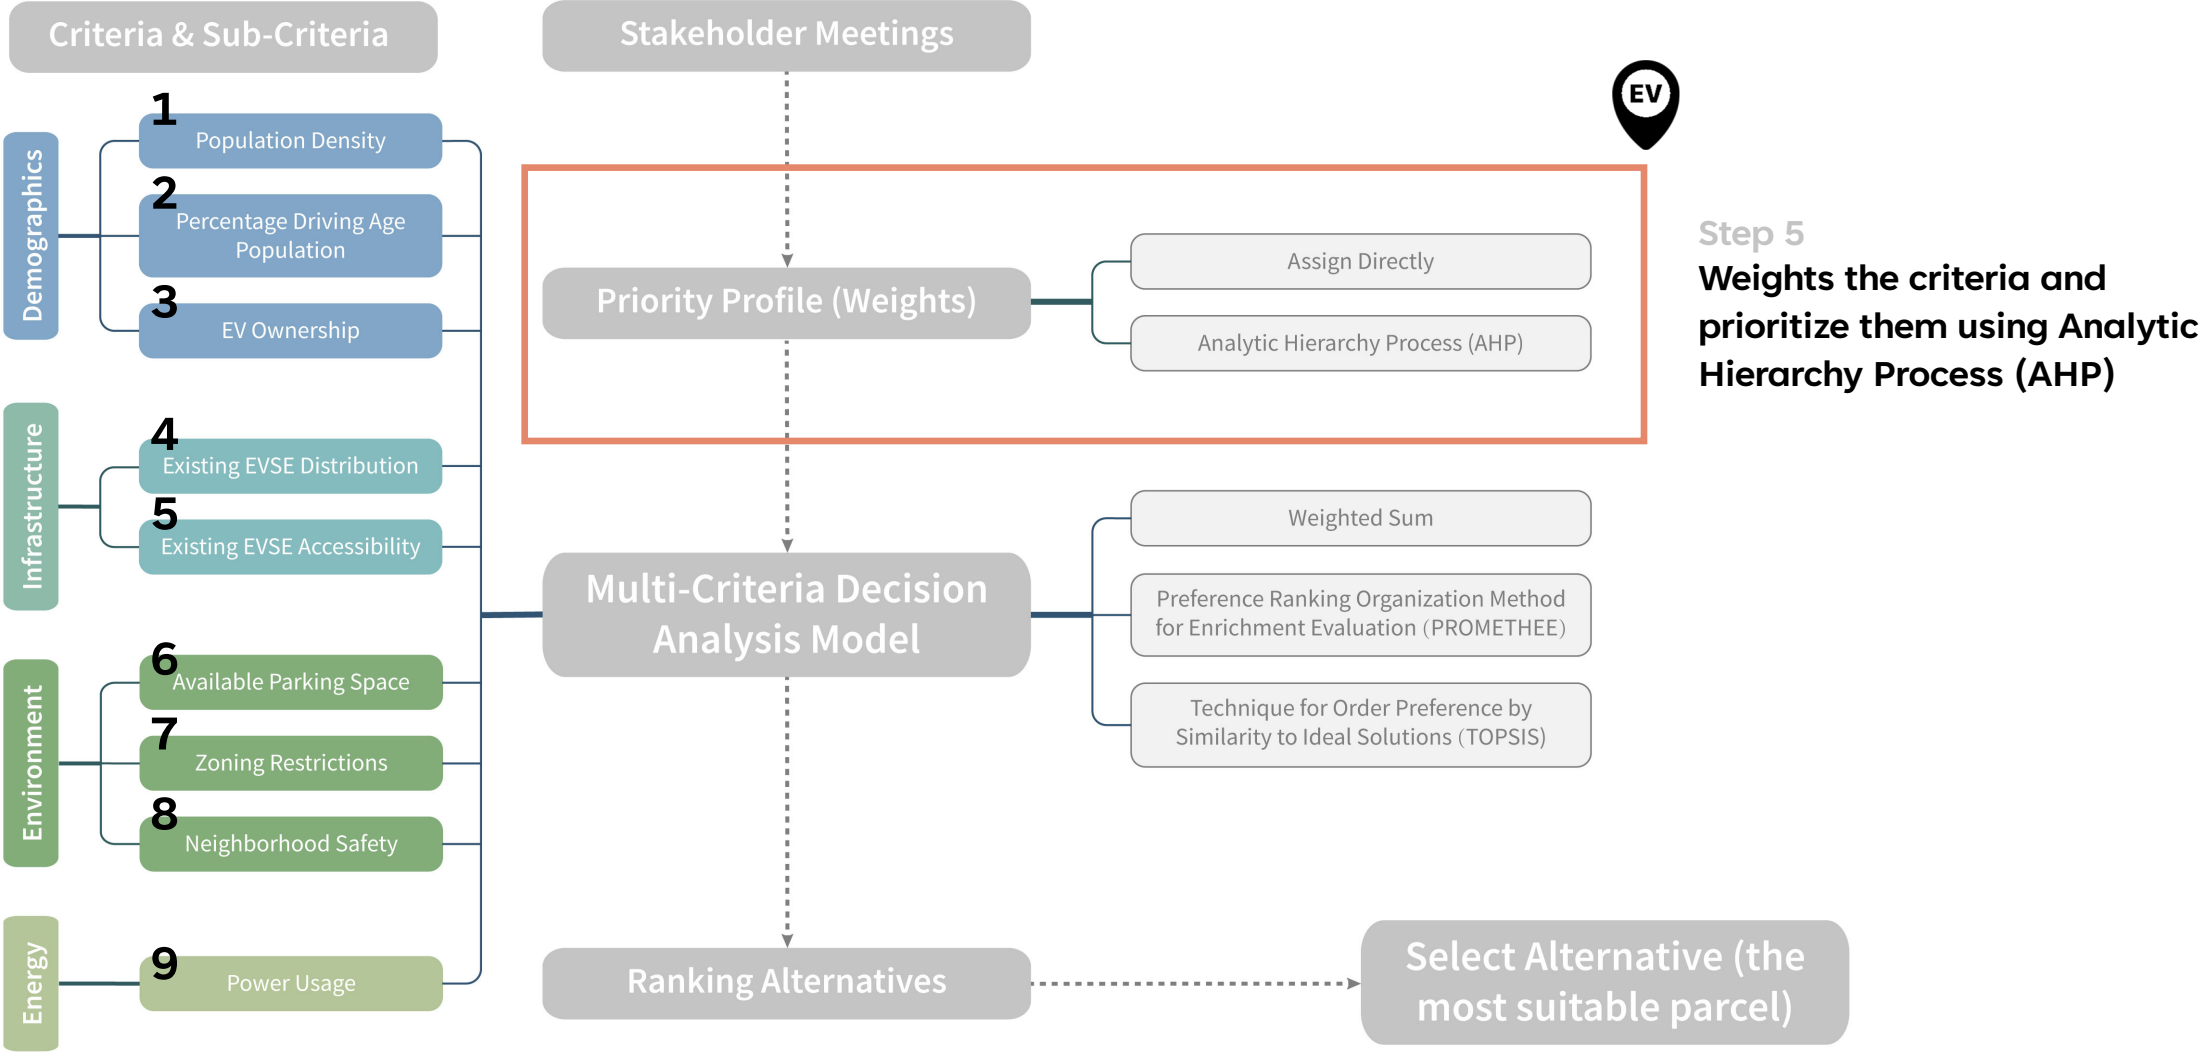 Criteria & Sub-Criteria
Demographics
1
Population Density
2
Percentage Driving Age
Population
3
EV Ownership
Infrastructure
4
Existing EVSE Distribution
5
Existing EVSE Accessibility
Environment
6
Available Parking Space
7
Zoning Restrictions
8
Neighborhood Safety
Energy
9
Power Usage
Stakeholder Meetings
Priority Profile (Weights)
Assign Directly
Analytic Hierarchy Process (AHP)
Multi-Criteria Decision
Analysis Model
Weighted Sum
Preference Ranking Organization Method
for Enrichment Evaluation (PROMETHEE)
Technique for Order Preference by
Similarity to Ideal Solutions (TOPSIS)
Ranking Alternatives
Select Alternative (the
most suitable parcel)
EV
Step 5
Weights the criteria and
prioritize them using Analytic
Hierarchy Process (AHP)